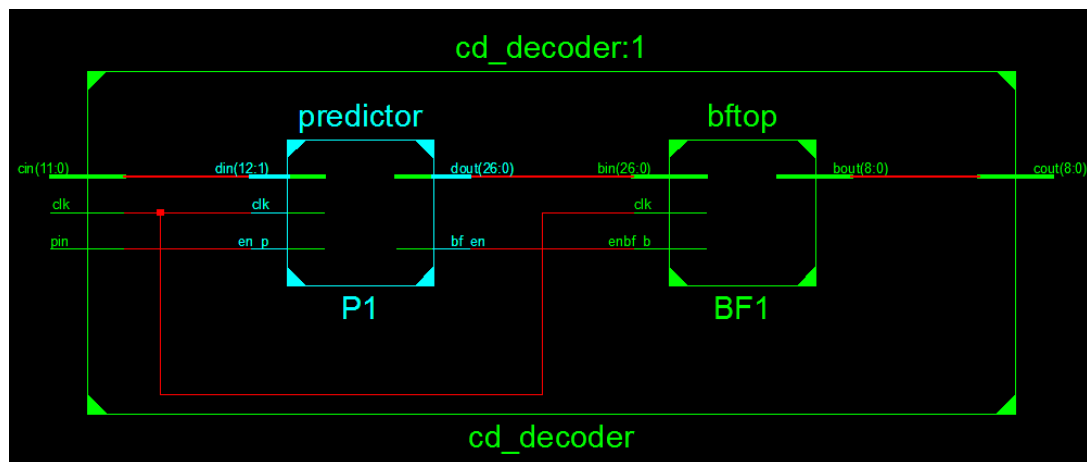 cd_decoder:1
predictor
bftop
cin(11:0)
din(12:1)
dout(26:0)
bin(26:0)
bout(8:0)
cout(8:0)
clk
clk
clk
pin
en_p
bf_en
enbf_b
P1
BF1
cd_decoder